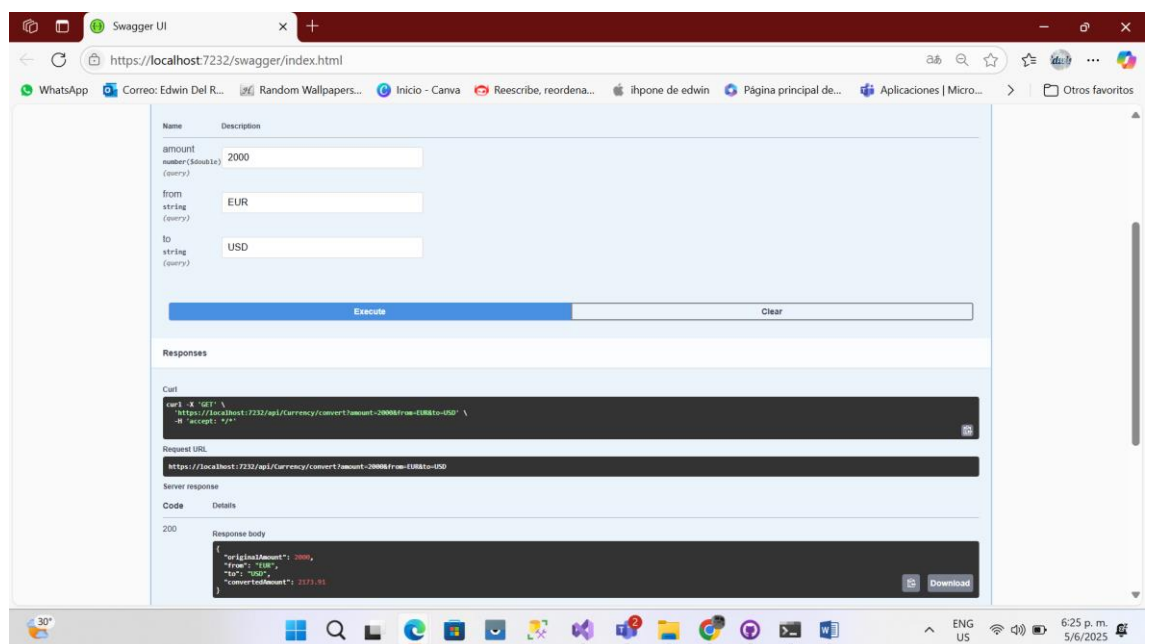 Swagger UI
https://localhost:7232/swagger/index.html
WhatsApp Correo: Edwin Del R... Random Wallpapers... Inicio - Canva Reescribe, reordena... ihpone de edwin Página principal de... Aplicaciones | Micro... Otros favoritos
Name Description
amount
number($double)
(query)
2000
from
string
(query)
EUR
to
string
(query)
USD
Execute Clear
Responses
Curl
curl -X 'GET' \
'https://localhost:7232/api/Currency/convert?amount=2000&from=EUR&to=USD' \
-H 'accept: */*'
Request URL
https://localhost:7232/api/Currency/convert?amount=2000&from=EUR&to=USD
Server response
Code Details
200
Response body
{
"originalAmount": 2000,
"from": "EUR",
"to": "USD",
"convertedAmount": 2173.91
}
Download
30°
ENG
US
6:25 p. m.
5/6/2025